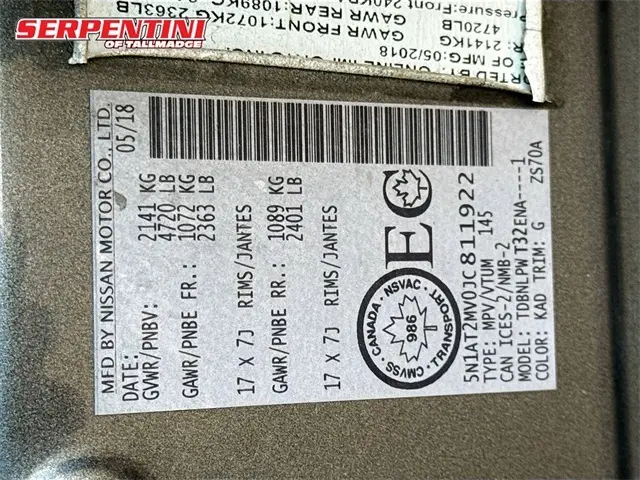 SERPENTINI
OF TALLMADGE
4720LB
R: 2141KG
OF MFG:05/2018
GAWR FRONT:1072KG 2363LB
GAWR REAR:1089KG
MFD BY NISSAN MOTOR CO., LTD.
DATE: 05/18
GVWR/PNBV: 2141 KG
4720 LB
GAWR/PNBE FR.: 1072 KG
2363 LB
17 X 7J RIMS/JANTES
GAWR/PNBE RR.: 1089 KG
2401 LB
17 X 7J RIMS/JANTES
EC
CANADA · NSVAC · TRANSPORT · CMVSS ·
986
5N1AT2MV0JC811922
TYPE: MPV/VTUM 145
CAN ICES-2/NMB-2
MODEL: TDBNLPWT32ENA----1
COLOR: KAD TRIM: G ZS70A